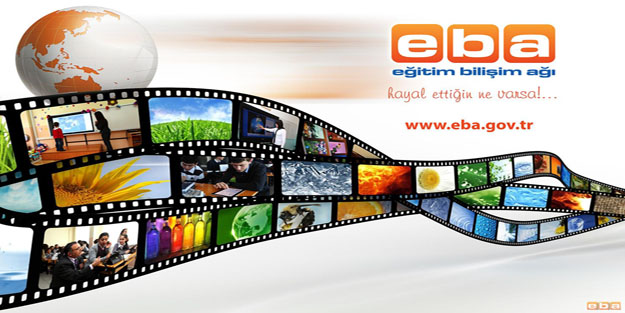 eba
eğitim bilişim ağı
hayal ettiğin ne varsa!...
www.eba.gov.tr
eba